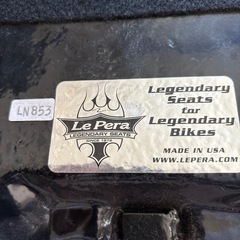 LN853
Le Pera
LEGENDARY SEATS
Legendary
Seats
for
Legendary
Bikes
MADE IN USA
WWW.LEPERA.COM